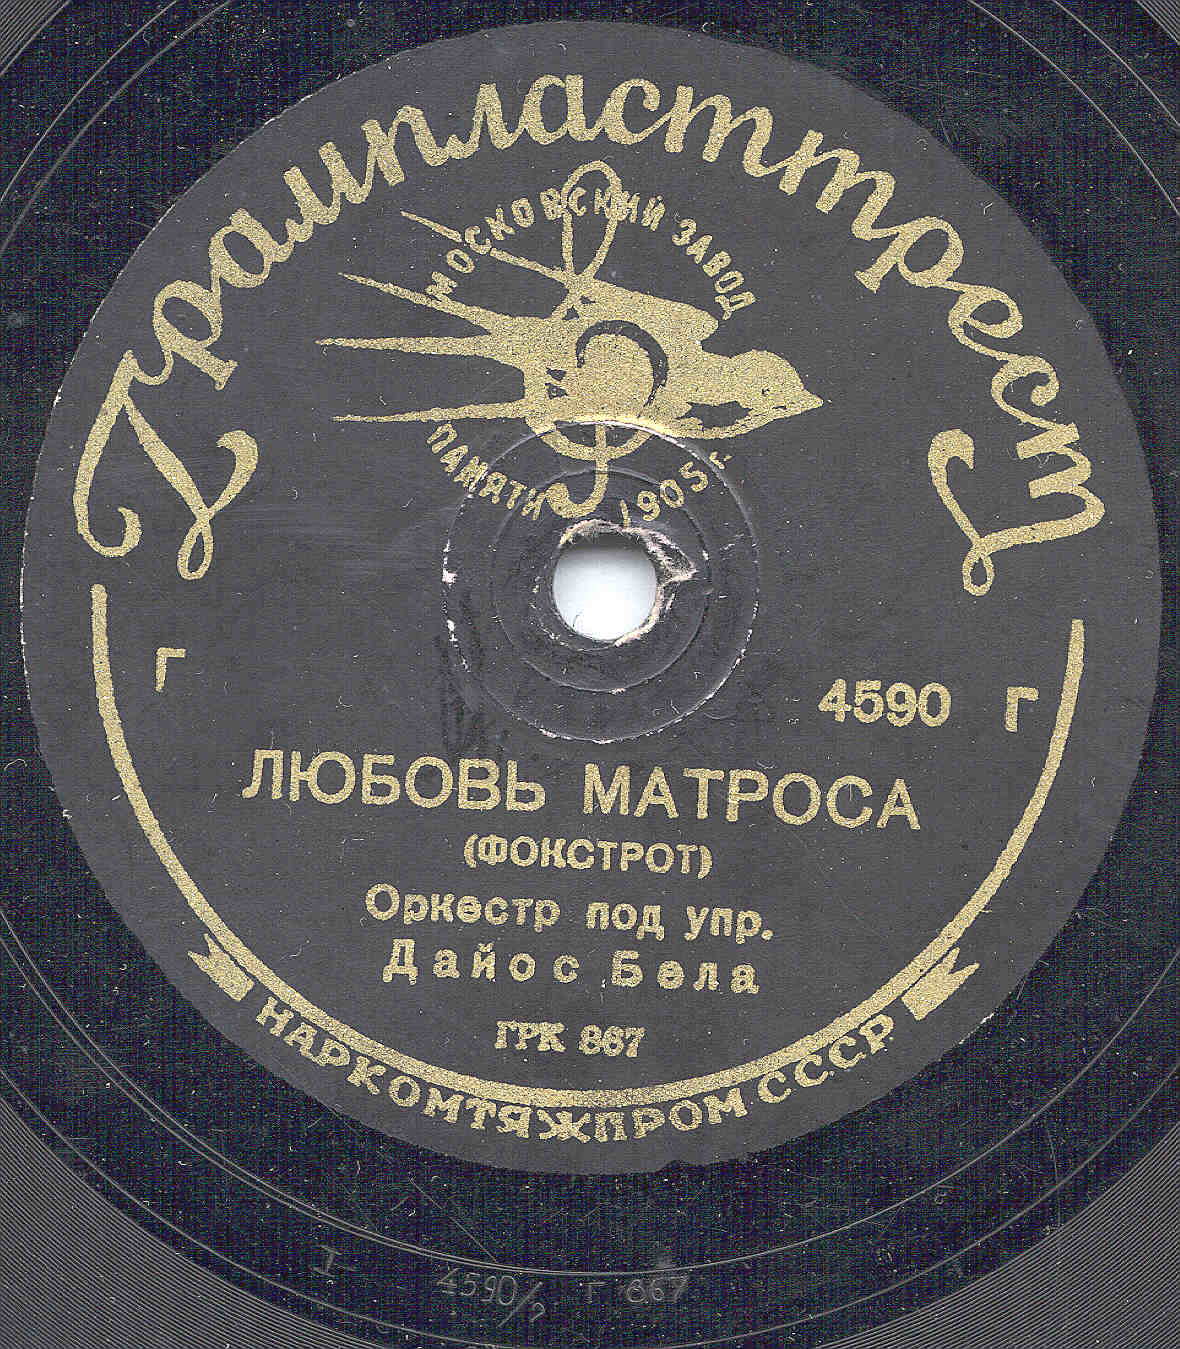 Грампласттрест
МОСКОВСКИЙ ЗАВОД
ПАМЯТИ 1905 г.
Г 4590 Г
ЛЮБОВЬ МАТРОСА
(ФОКСТРОТ)
Оркестр под упр.
Дайос Бела
ГРК 867
НАРКОМТЯЖПРОМ С.С.С.Р.
4590/2 Г 867